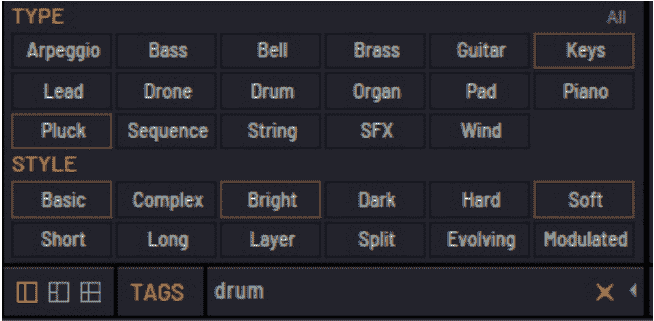 TYPE All
Arpeggio Bass Bell Brass Guitar Keys
Lead Drone Drum Organ Pad Piano
Pluck Sequence String SFX Wind
STYLE
Basic Complex Bright Dark Hard Soft
Short Long Layer Split Evolving Modulated
TAGS drum